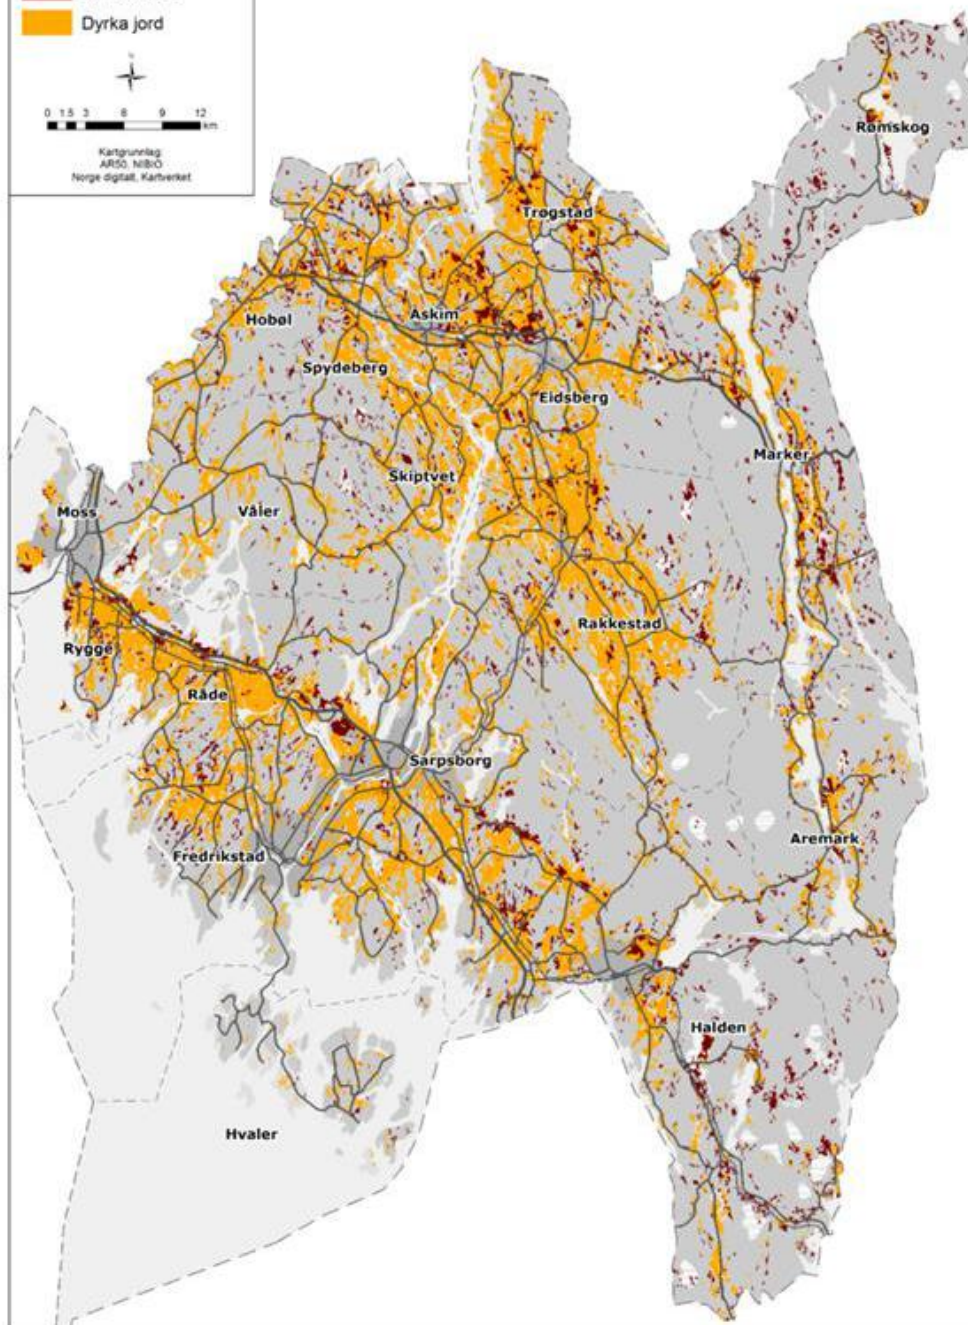 Dyrka jord
N
0 1.5 3 6 9 12
km
Kartgrunnlag:
AR50, NIBIO
Norge digitalt, Kartverket
Rømskog
Trøgstad
Hobøl
Askim
Spydeberg
Eidsberg
Marker
Skiptvet
Moss
Våler
Rakkestad
Rygge
Råde
Sarpsborg
Aremark
Fredrikstad
Halden
Hvaler